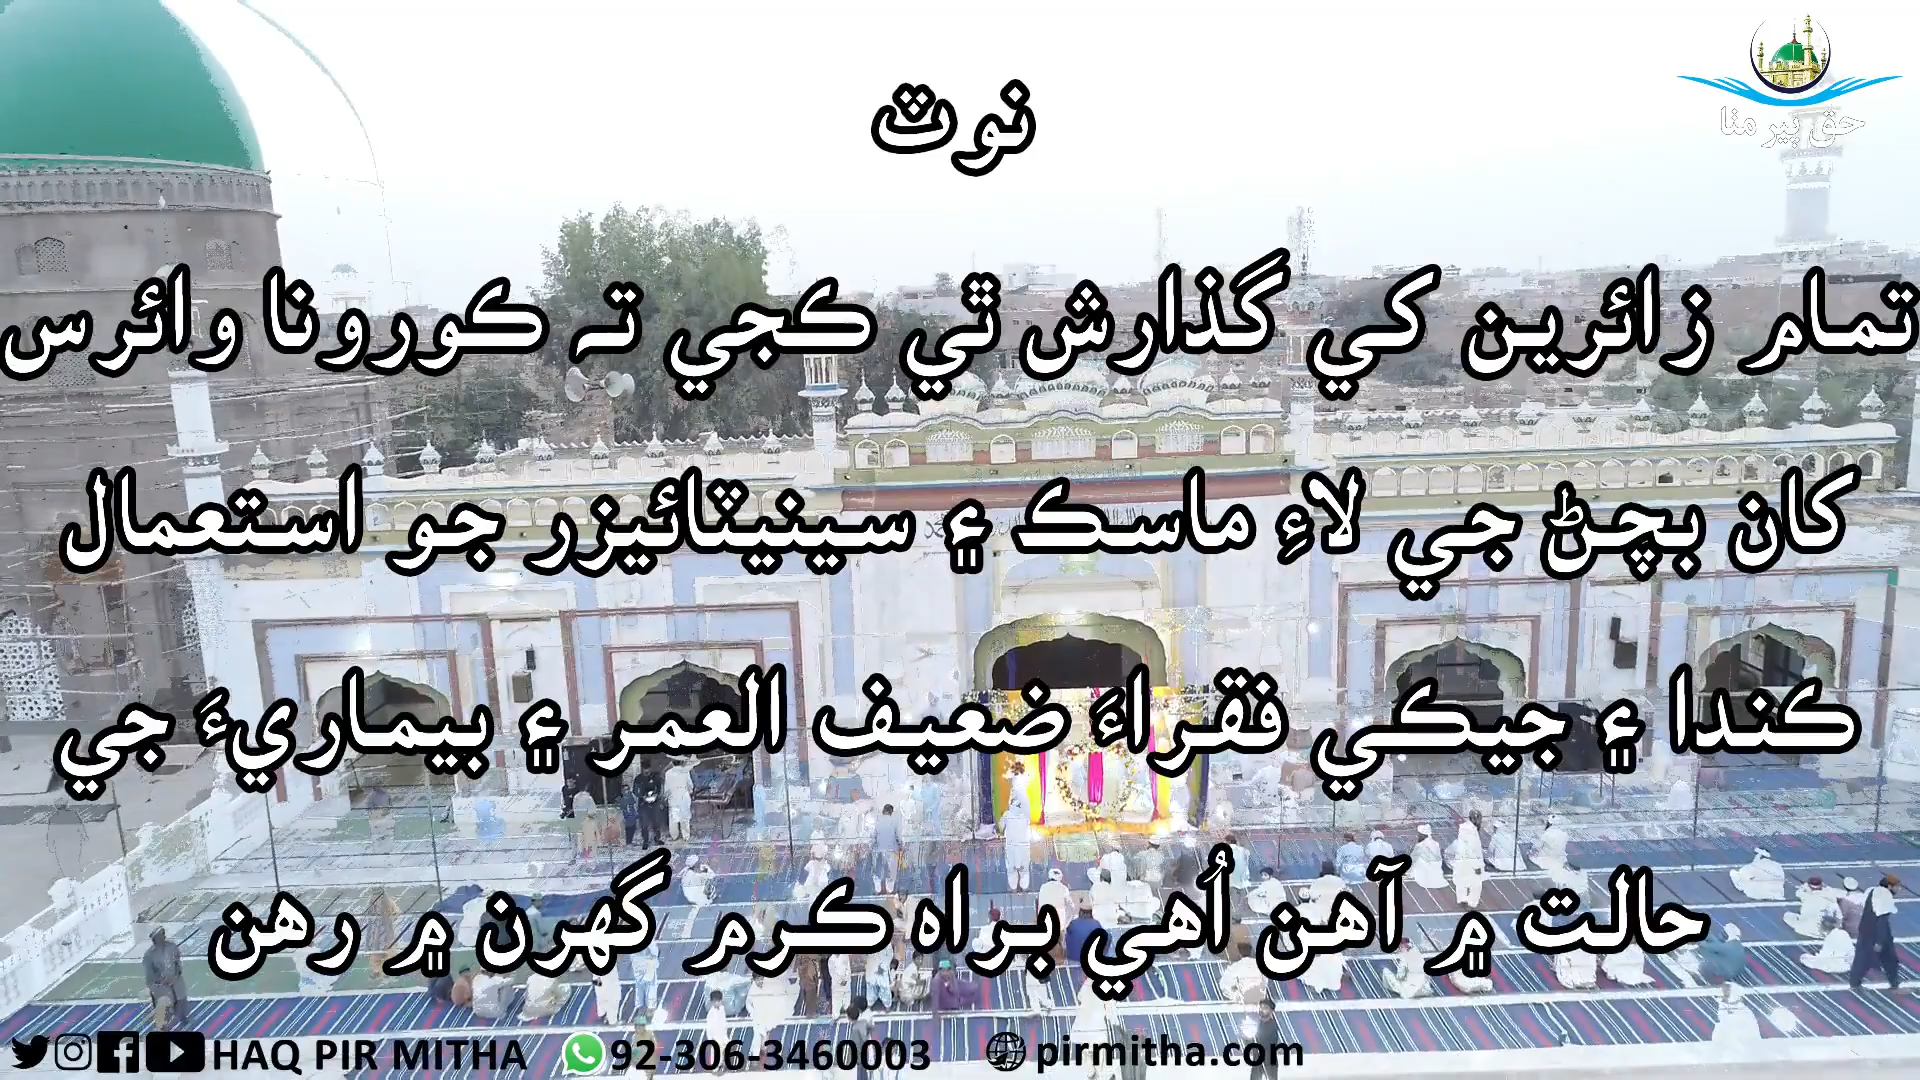 نوٽ
حق پير مٺا
تمام زائرين کي گذارش ٿي ڪجي تہ ڪورونا وائرس
کان بچڻ جي لاءِ ماسڪ ۽ سينيٽائيزر جو استعمال
ڪندا ۽ جيڪي فقراءَ ضعيف العمر ۽ بيماريءَ جي
حالت ۾ آهن اُهي براه ڪرم گهرن ۾ رهن
HAQ PIR MITHA 92-306-3460003 pirmitha.com